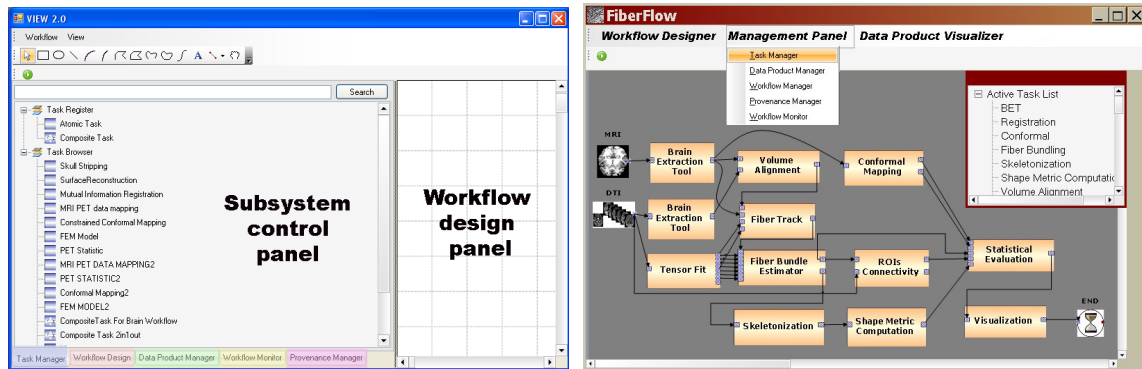 VIEW 2.0
Workflow View
A
Search
Task Register
Atomic Task
Composite Task
Task Browser
Skull Stripping
SurfaceReconstruction
Mutual Information Registration
MRI PET data mapping
Constrained Conformal Mapping
FEM Model
PET Statistic
MRI PET DATA MAPPING2
PET STATISTIC2
Conformal Mapping2
FEM MODEL2
CompositeTask For Brain Workflow
Composite Task 2in1out
Subsystem
control
panel
Workflow
design
panel
Task Manager Workflow Design Data Product Manager Workflow Monitor Provenance Manager
FiberFlow
Workflow Designer Management Panel Data Product Visualizer
Task Manager
Data Product Manager
Workflow Manager
Provenance Manager
Workflow Monitor
Active Task List
BET
Registration
Conformal
Fiber Bundling
Skeletonization
Shape Metric Computatic
Volume Alignment
MRI
Brain
Extraction
Tool
Volume
Alignment
Conformal
Mapping
DTI
Brain
Extraction
Tool
Fiber Track
Tensor Fit
Fiber Bundle
Estimator
ROIs
Connectivity
Statistical
Evaluation
Skeletonization
Shape Metric
Computation
Visualization
END